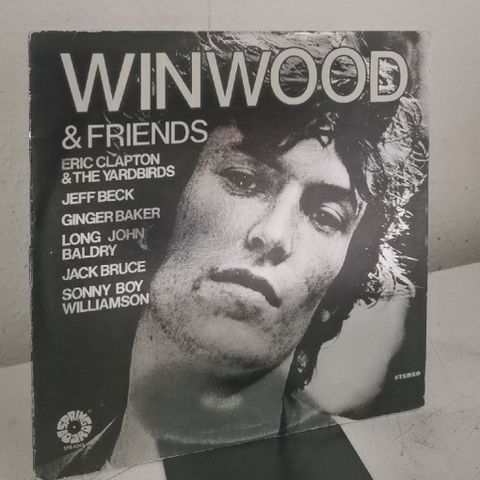 WINWOOD
& FRIENDS
ERIC CLAPTON
& THE YARDBIRDS
JEFF BECK
GINGER BAKER
LONG JOHN
BALDRY
JACK BRUCE
SONNY BOY
WILLIAMSON
STEREO
SPRINGBOARD